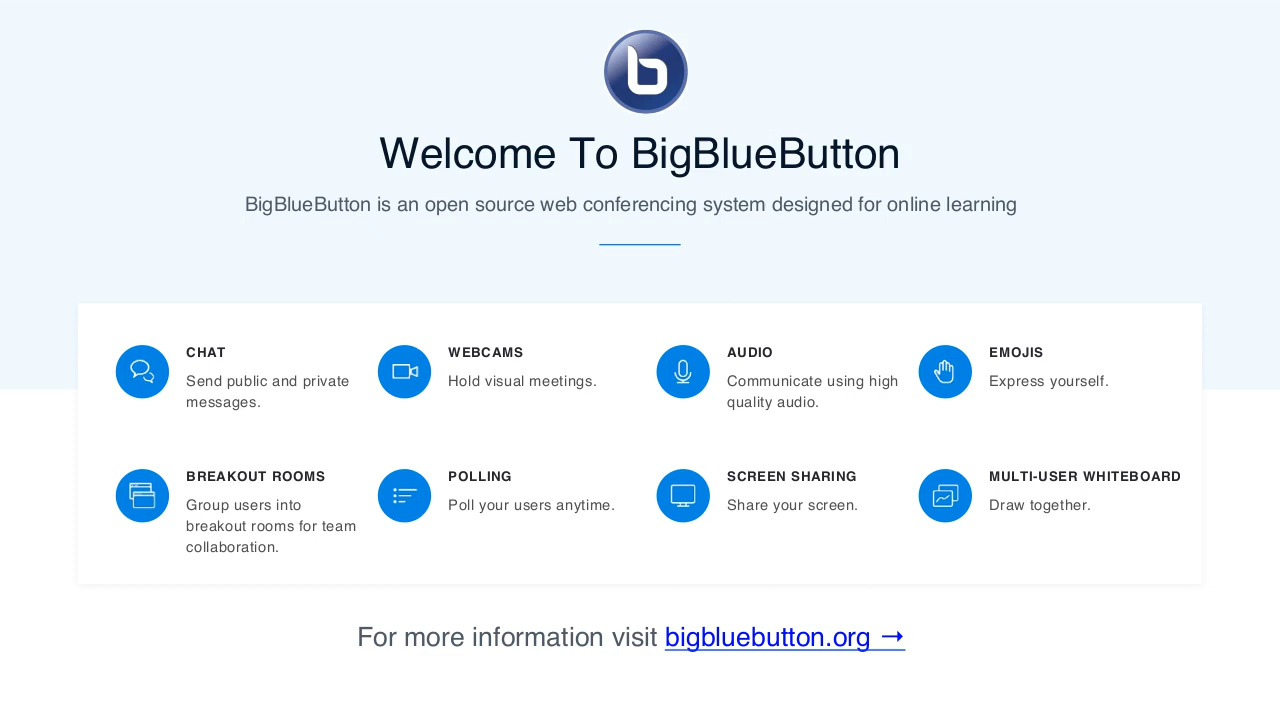 Welcome To BigBlueButton
BigBlueButton is an open source web conferencing system designed for online learning
CHAT
Send public and private
messages.
WEBCAMS
Hold visual meetings.
AUDIO
Communicate using high
quality audio.
EMOJIS
Express yourself.
BREAKOUT ROOMS
Group users into
breakout rooms for team
collaboration.
POLLING
Poll your users anytime.
SCREEN SHARING
Share your screen.
MULTI-USER WHITEBOARD
Draw together.
For more information visit bigbluebutton.org →